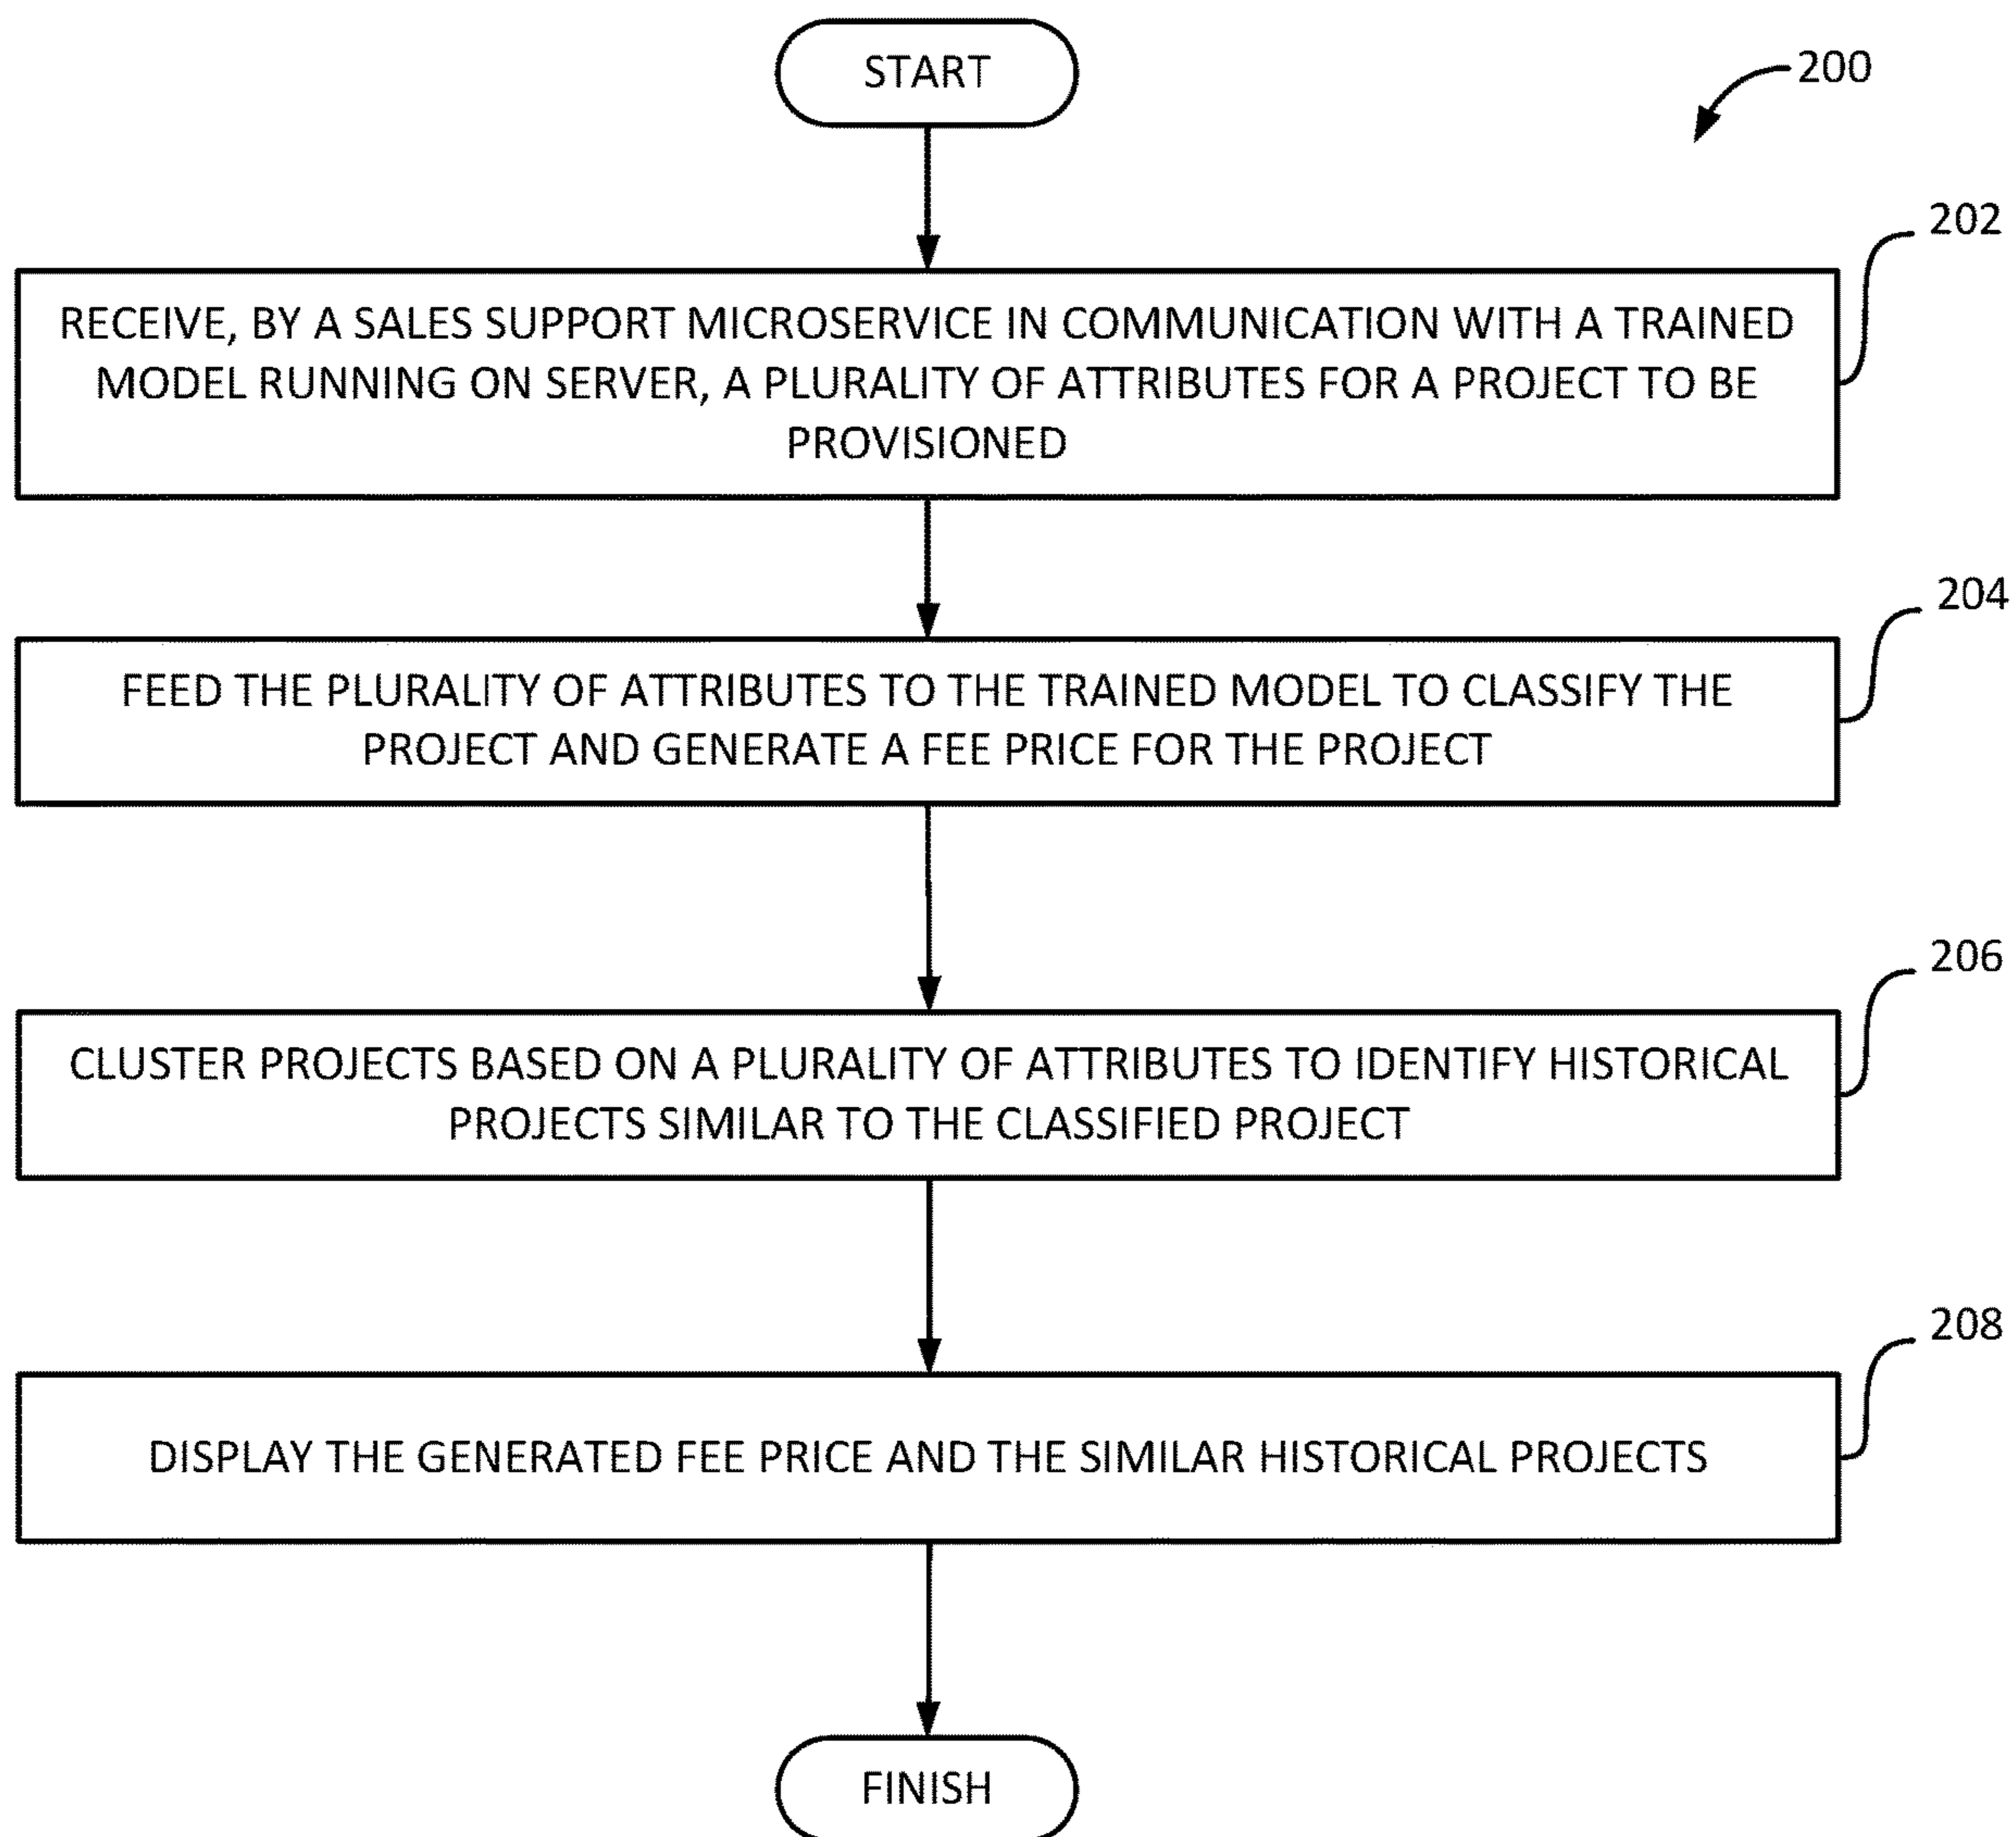 START
200
202
RECEIVE, BY A SALES SUPPORT MICROSERVICE IN COMMUNICATION WITH A TRAINED
MODEL RUNNING ON SERVER, A PLURALITY OF ATTRIBUTES FOR A PROJECT TO BE
PROVISIONED
204
FEED THE PLURALITY OF ATTRIBUTES TO THE TRAINED MODEL TO CLASSIFY THE
PROJECT AND GENERATE A FEE PRICE FOR THE PROJECT
206
CLUSTER PROJECTS BASED ON A PLURALITY OF ATTRIBUTES TO IDENTIFY HISTORICAL
PROJECTS SIMILAR TO THE CLASSIFIED PROJECT
208
DISPLAY THE GENERATED FEE PRICE AND THE SIMILAR HISTORICAL PROJECTS
FINISH